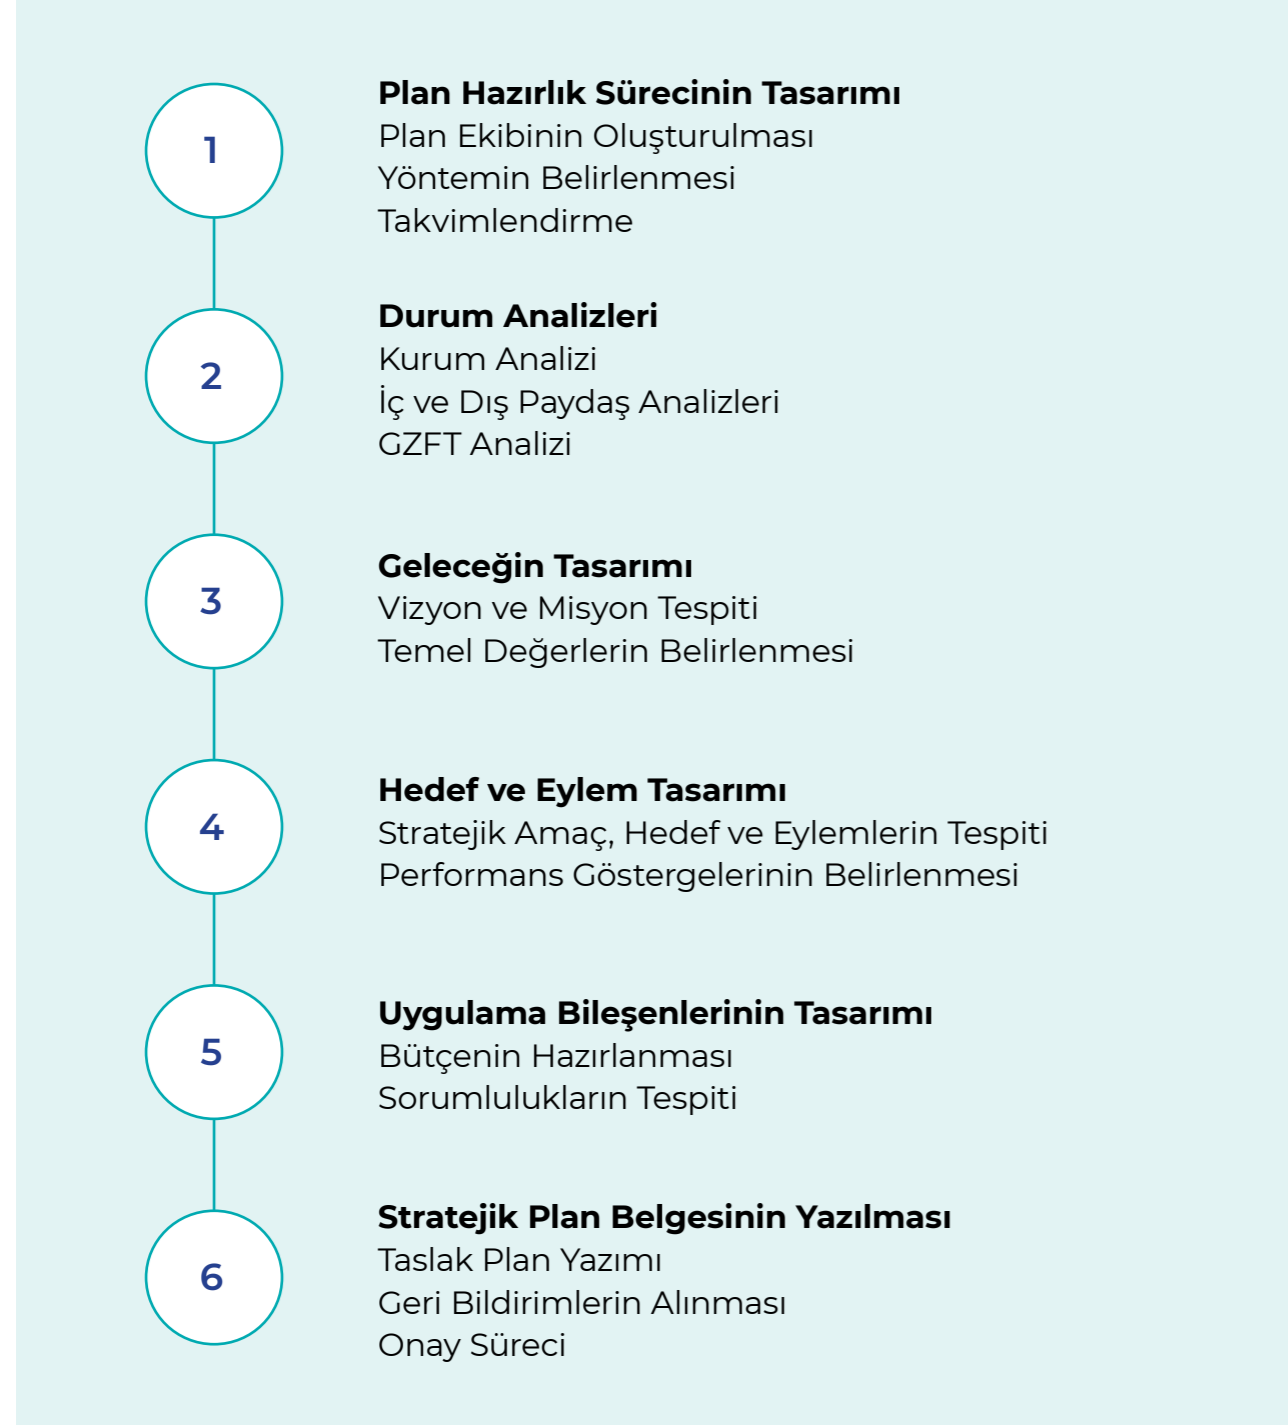 1
Plan Hazırlık Sürecinin Tasarımı
Plan Ekibinin Oluşturulması
Yöntemin Belirlenmesi
Takvimlendirme
2
Durum Analizleri
Kurum Analizi
İç ve Dış Paydaş Analizleri
GZFT Analizi
3
Geleceğin Tasarımı
Vizyon ve Misyon Tespiti
Temel Değerlerin Belirlenmesi
4
Hedef ve Eylem Tasarımı
Stratejik Amaç, Hedef ve Eylemlerin Tespiti
Performans Göstergelerinin Belirlenmesi
5
Uygulama Bileşenlerinin Tasarımı
Bütçenin Hazırlanması
Sorumlulukların Tespiti
6
Stratejik Plan Belgesinin Yazılması
Taslak Plan Yazımı
Geri Bildirimlerin Alınması
Onay Süreci